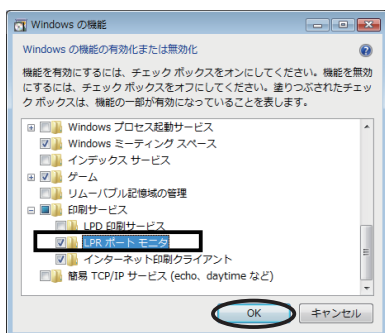 Windows の機能
Windows の機能の有効化または無効化
機能を有効にするには、チェック ボックスをオンにしてください。機能を無効
にするには、チェック ボックスをオフにしてください。塗りつぶされたチェッ
ク ボックスは、機能の一部が有効になっていることを表します。
Windows プロセス起動サービス
Windows ミーティング スペース
インデックス サービス
ゲーム
リムーバブル記憶域の管理
印刷サービス
LPD 印刷サービス
LPR ポート モニタ
インターネット印刷クライアント
簡易 TCP/IP サービス (echo、daytime など)
OK
キャンセル